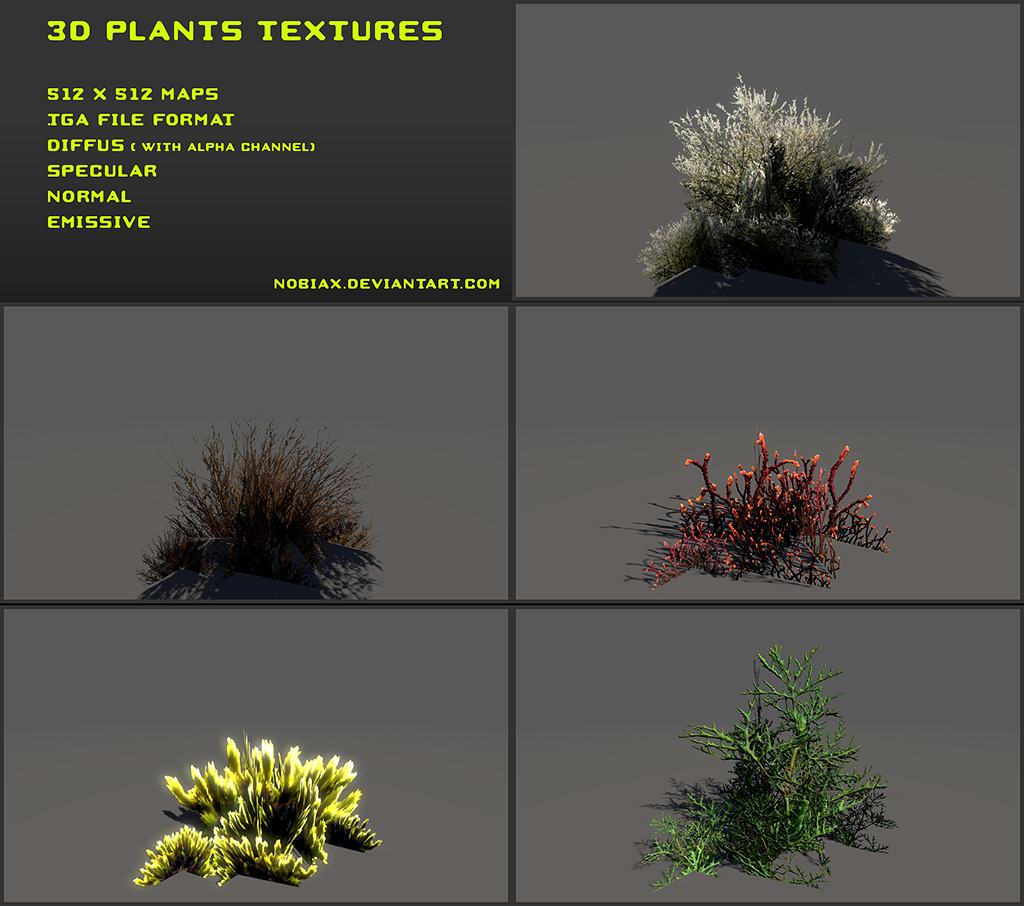 3D PLANTS TEXTURES
512 X 512 MAPS
TGA FILE FORMAT
DIFFUS ( WITH ALPHA CHANNEL)
SPECULAR
NORMAL
EMISSIVE
NOBIAX.DEVIANTART.COM